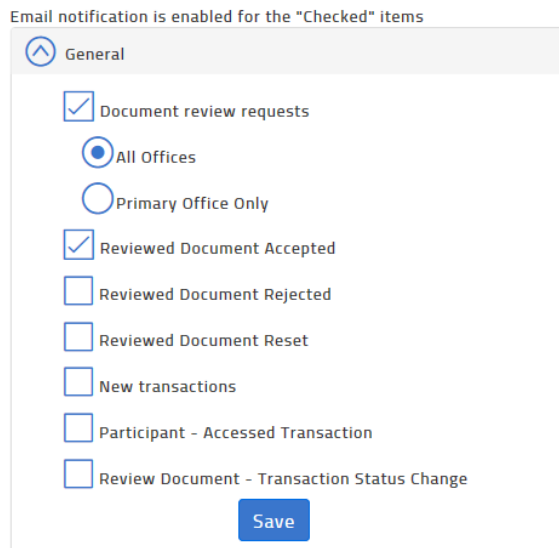 Email notification is enabled for the "Checked" items
General
Document review requests
All Offices
Primary Office Only
Reviewed Document Accepted
Reviewed Document Rejected
Reviewed Document Reset
New transactions
Participant - Accessed Transaction
Review Document - Transaction Status Change
Save